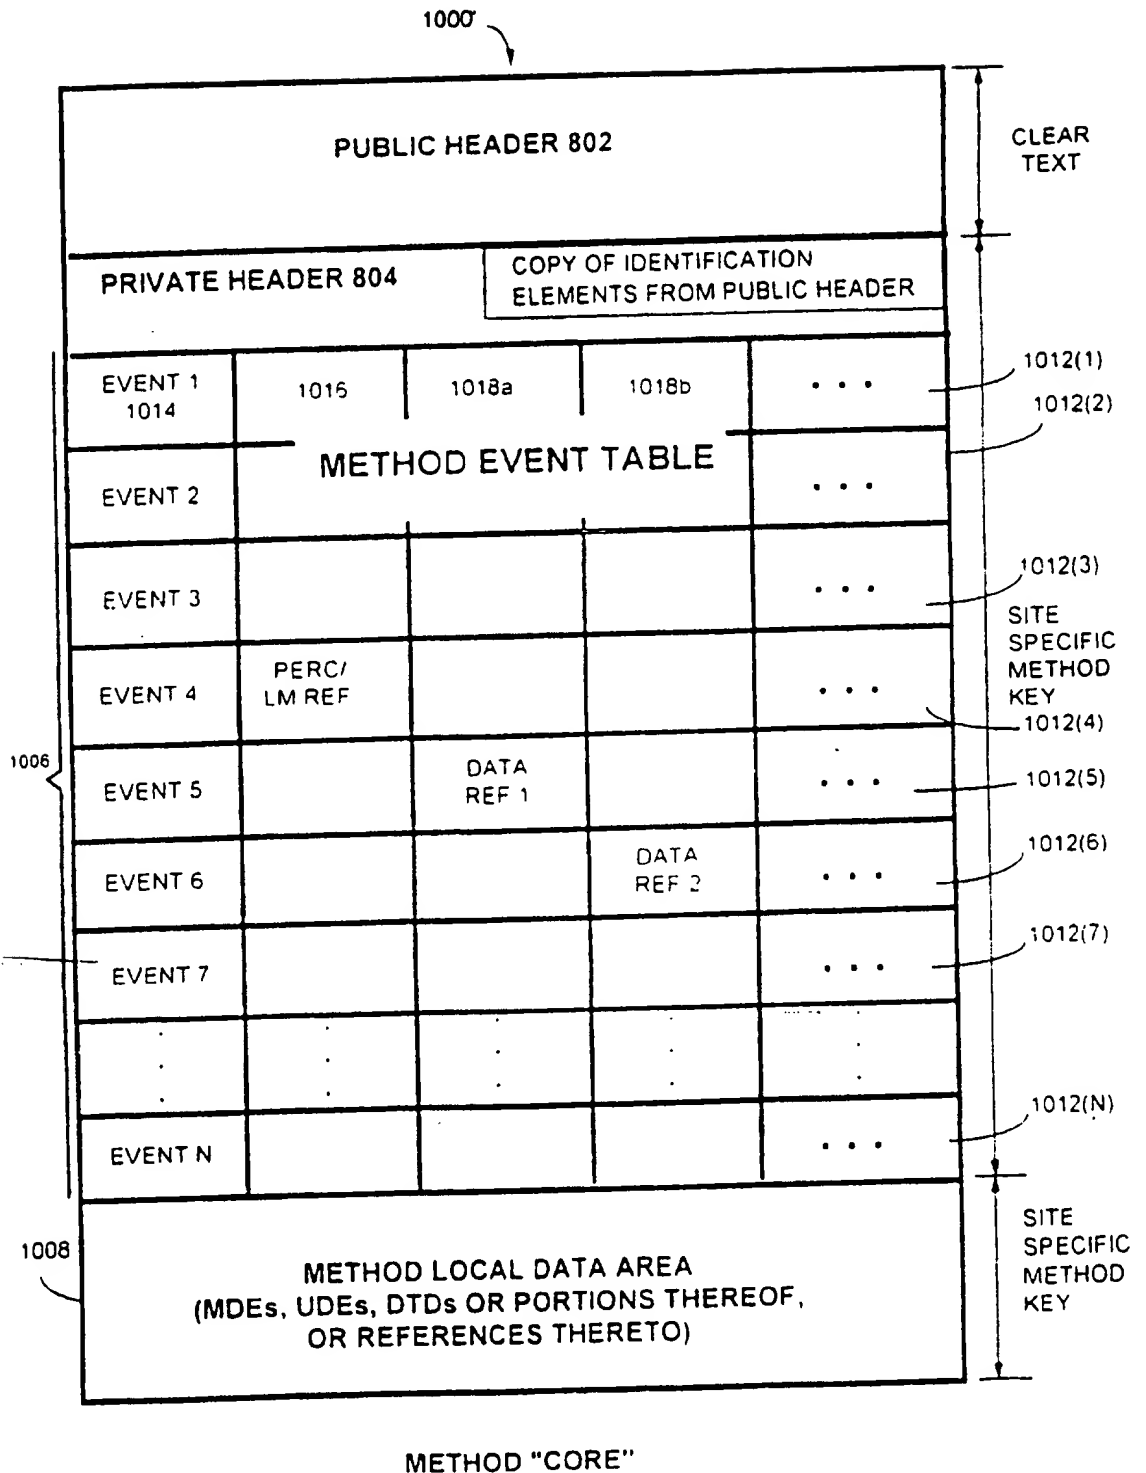 1000
PUBLIC HEADER 802
CLEAR
TEXT
PRIVATE HEADER 804
COPY OF IDENTIFICATION
ELEMENTS FROM PUBLIC HEADER
EVENT 1
1014
1016
1018a
1018b
• • •
1012(1)
1012(2)
METHOD EVENT TABLE
EVENT 2
• • •
EVENT 3
• • •
1012(3)
SITE
SPECIFIC
METHOD
KEY
EVENT 4
PERC/
LM REF
• • •
1012(4)
1006
EVENT 5
DATA
REF 1
• • •
1012(5)
EVENT 6
DATA
REF 2
• • •
1012(6)
EVENT 7
• • •
1012(7)
EVENT N
• • •
1012(N)
1008
METHOD LOCAL DATA AREA
(MDEs, UDEs, DTDs OR PORTIONS THEREOF,
OR REFERENCES THERETO)
SITE
SPECIFIC
METHOD
KEY
METHOD "CORE"